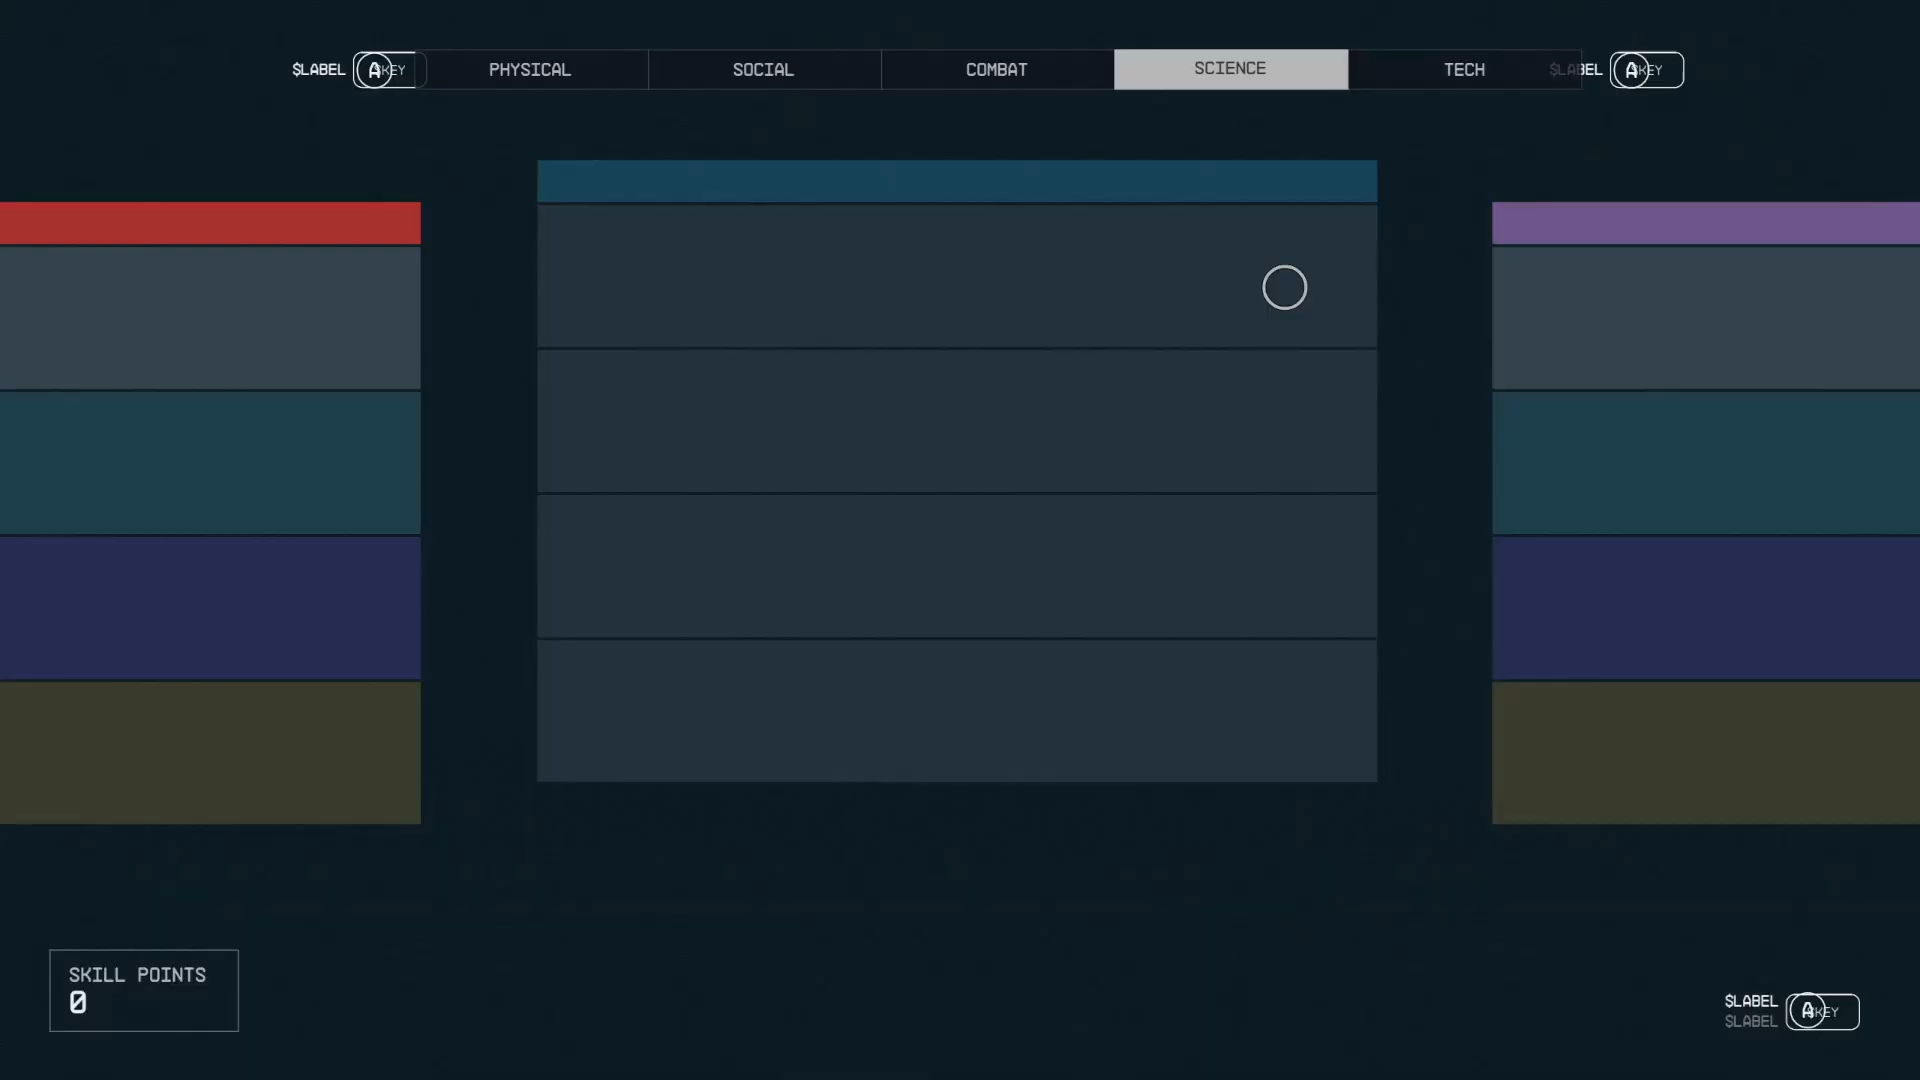 $LABEL A $KEY PHYSICAL SOCIAL COMBAT SCIENCE TECH $LABEL A $KEY
SKILL POINTS
0
$LABEL A $KEY
$LABEL